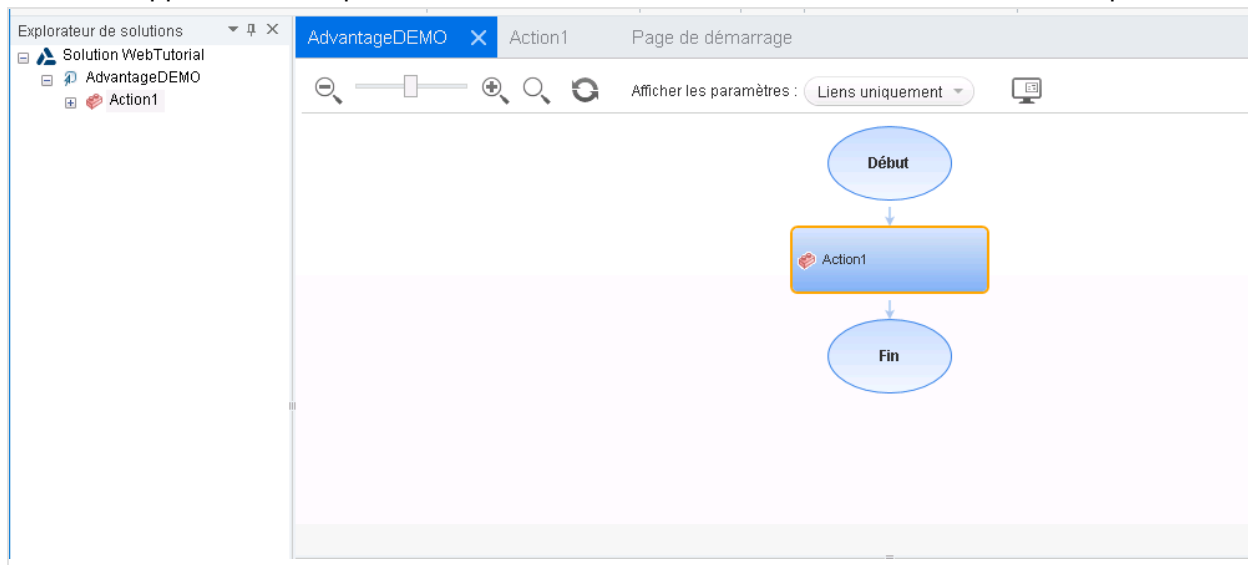 Explorateur de solutions
Solution WebTutorial
AdvantageDEMO
Action1
AdvantageDEMO
Action1
Page de démarrage
Afficher les paramètres :
Liens uniquement
Début
Action1
Fin